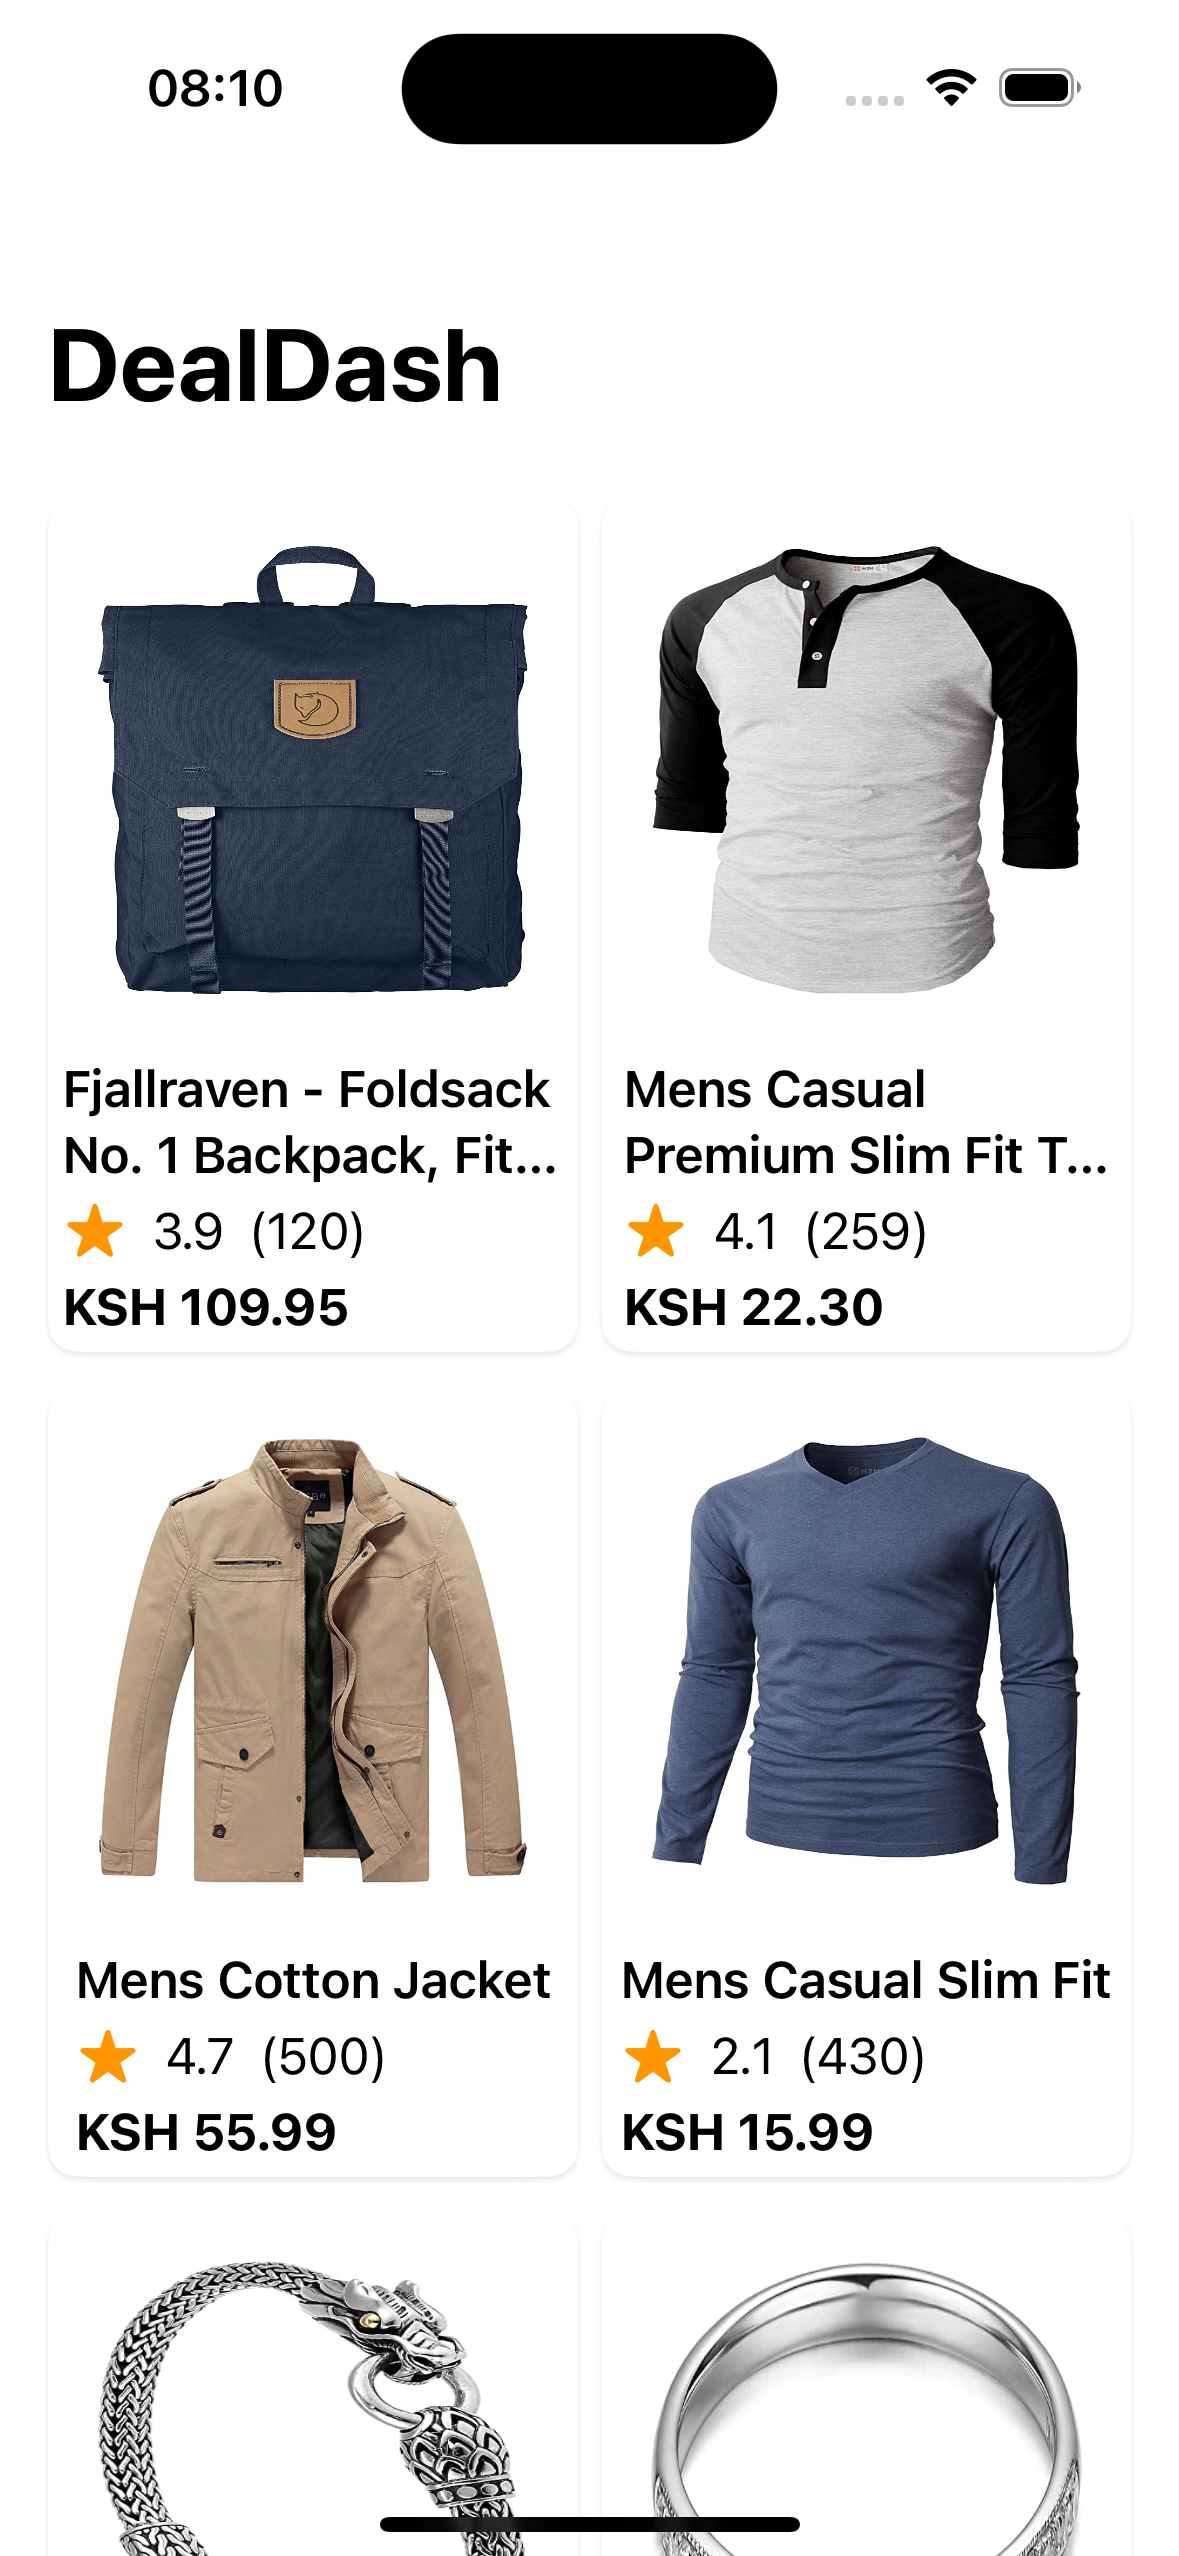 08:10
DealDash
Fjallraven - Foldsack
No. 1 Backpack, Fit...
3.9 (120)
KSH 109.95
Mens Casual
Premium Slim Fit T...
4.1 (259)
KSH 22.30
Mens Cotton Jacket
4.7 (500)
KSH 55.99
Mens Casual Slim Fit
2.1 (430)
KSH 15.99